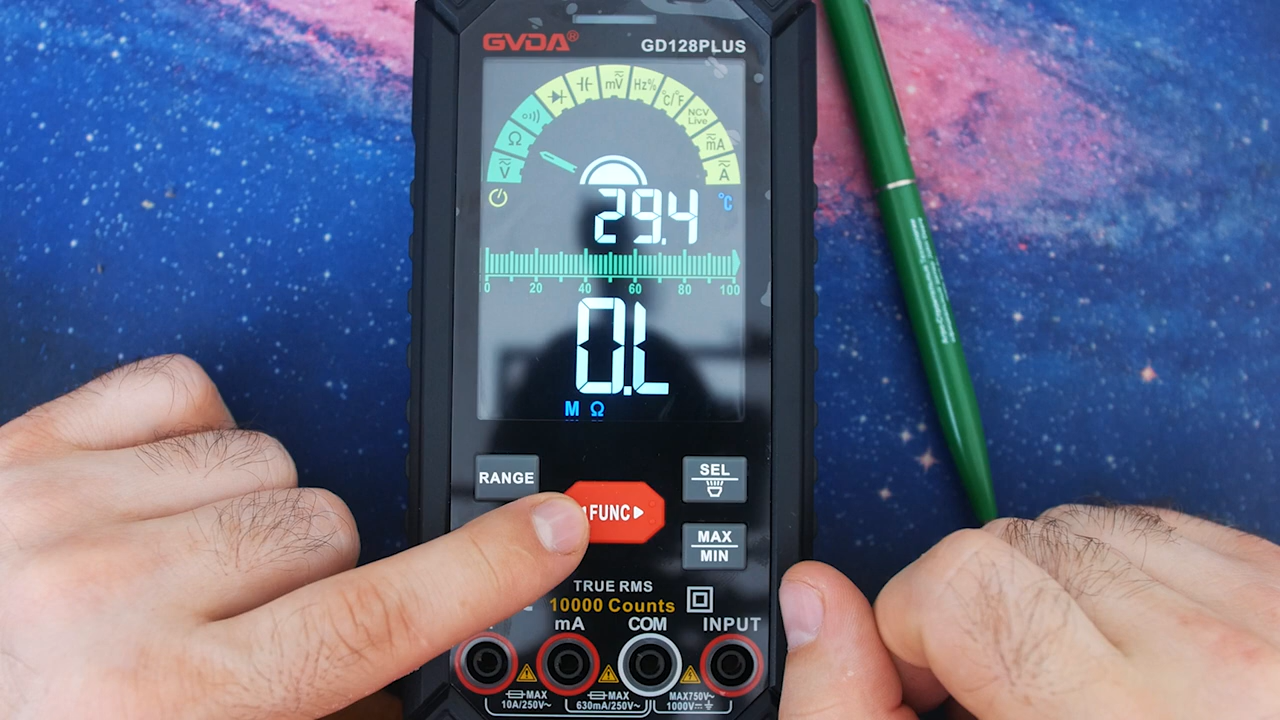 GVDA®
GD128PLUS
V Ω mV Hz% °C/°F NCV Live mA A
29.4 °C
0 20 40 60 80 100
0.L
M Ω
RANGE
FUNC
SEL
MAX
MIN
TRUE RMS
10000 Counts
mA COM INPUT
MAX
10A/250V~
MAX
630mA/250V~
MAX750V~
1000V